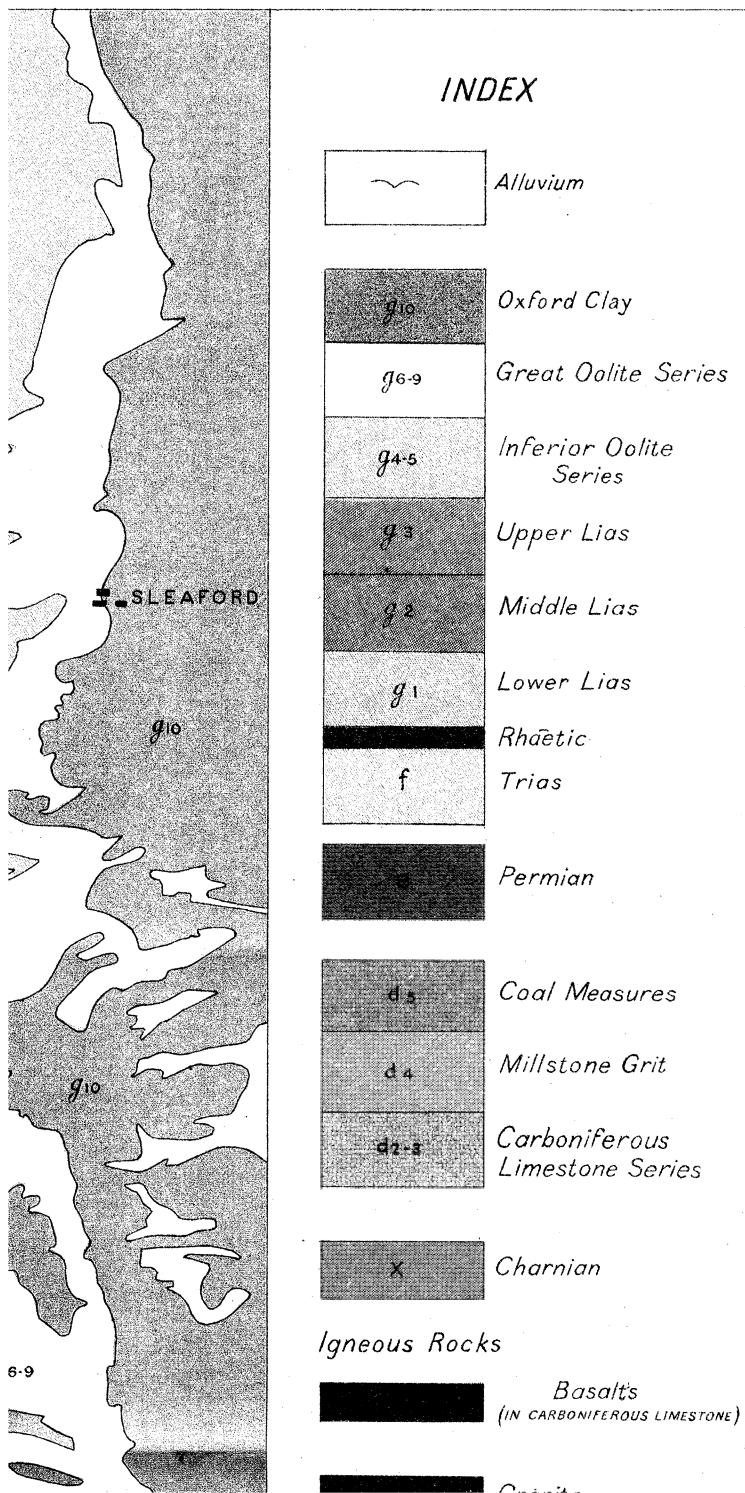 INDEX
Alluvium
g10 Oxford Clay
g6-9 Great Oolite Series
g4-5 Inferior Oolite
Series
g3 Upper Lias
SLEAFORD
g2 Middle Lias
g1 Lower Lias
g10
Rhaetic
f Trias
e Permian
d5 Coal Measures
d4 Millstone Grit
g10
d2-3 Carboniferous
Limestone Series
x Charnian
Igneous Rocks
6-9
Basalts
(IN CARBONIFEROUS LIMESTONE)